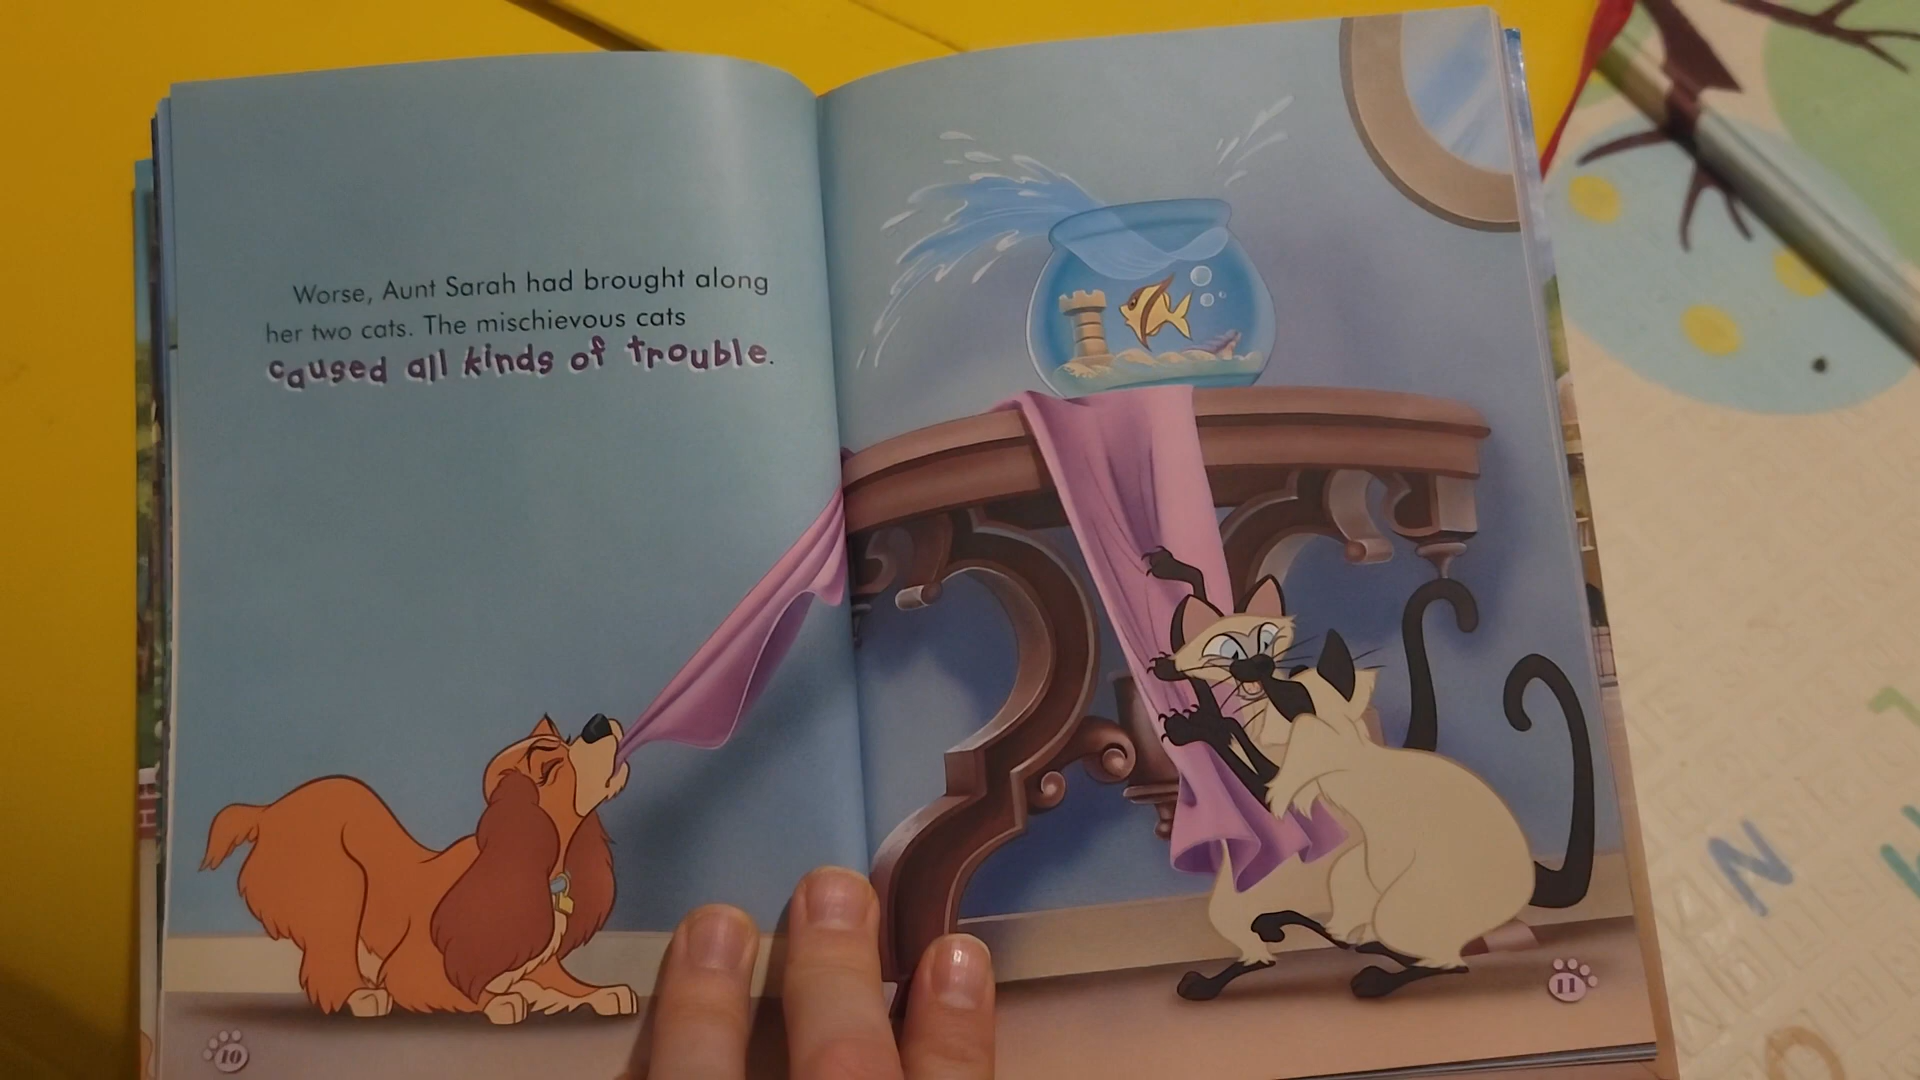 Worse, Aunt Sarah had brought along
her two cats. The mischievous cats
caused all kinds of trouble.
10
11
N